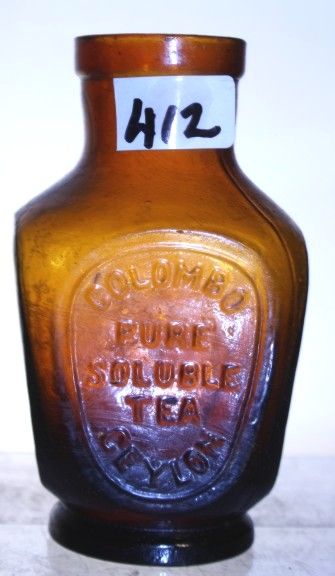 412
COLOMBO
PURE
SOLUBLE
TEA
CEYLON